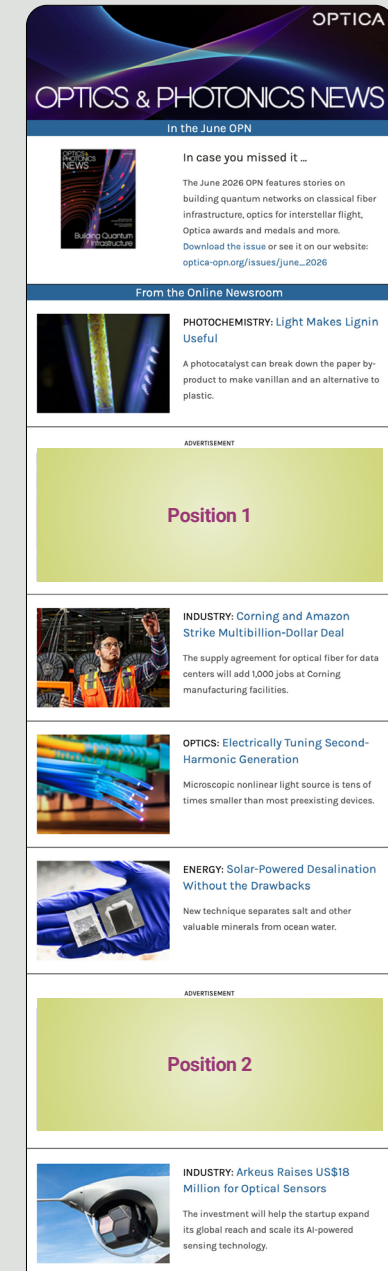 OPTICA
OPTICS & PHOTONICS NEWS
In the June OPN
OPTICS &
PHOTONICS
NEWS
Building Quantum
Infrastructure
In case you missed it ...
The June 2026 OPN features stories on
building quantum networks on classical fiber
infrastructure, optics for interstellar flight,
Optica awards and medals and more.
Download the issue or see it on our website:
optica-opn.org/issues/june_2026
From the Online Newsroom
PHOTOCHEMISTRY: Light Makes Lignin
Useful
A photocatalyst can break down the paper by-
product to make vanillan and an alternative to
plastic.
ADVERTISEMENT
Position 1
INDUSTRY: Corning and Amazon
Strike Multibillion-Dollar Deal
The supply agreement for optical fiber for data
centers will add 1,000 jobs at Corning
manufacturing facilities.
OPTICS: Electrically Tuning Second-
Harmonic Generation
Microscopic nonlinear light source is tens of
times smaller than most preexisting devices.
ENERGY: Solar-Powered Desalination
Without the Drawbacks
New technique separates salt and other
valuable minerals from ocean water.
ADVERTISEMENT
Position 2
INDUSTRY: Arkeus Raises US$18
Million for Optical Sensors
The investment will help the startup expand
its global reach and scale its AI-powered
sensing technology.